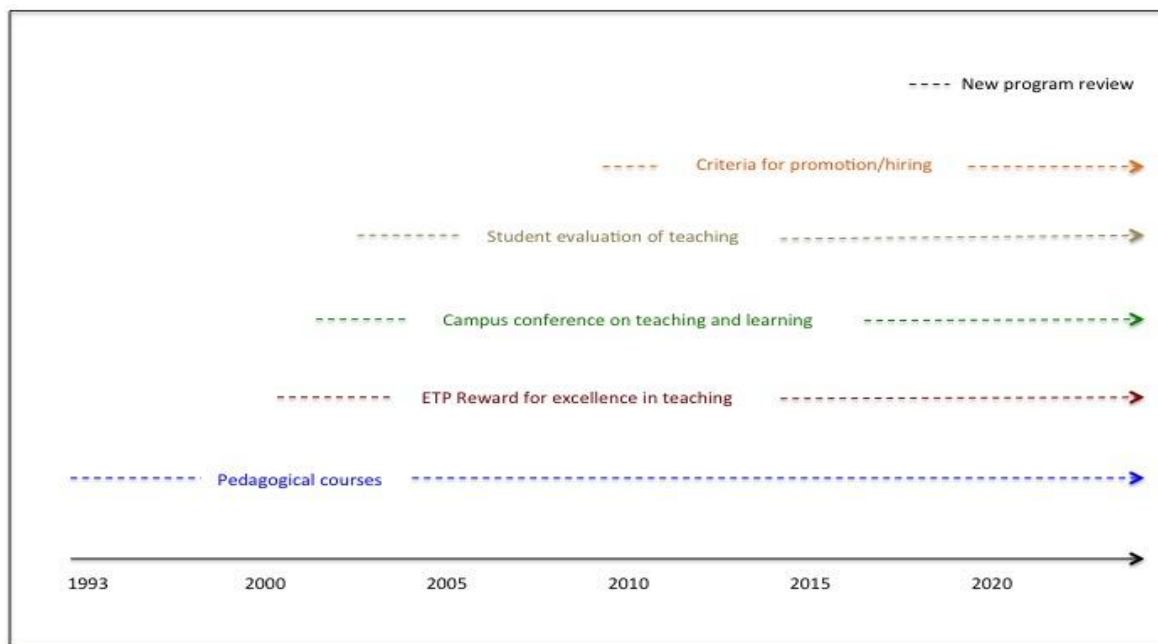 New program review
Criteria for promotion/hiring
Student evaluation of teaching
Campus conference on teaching and learning
ETP Reward for excellence in teaching
Pedagogical courses
1993 2000 2005 2010 2015 2020